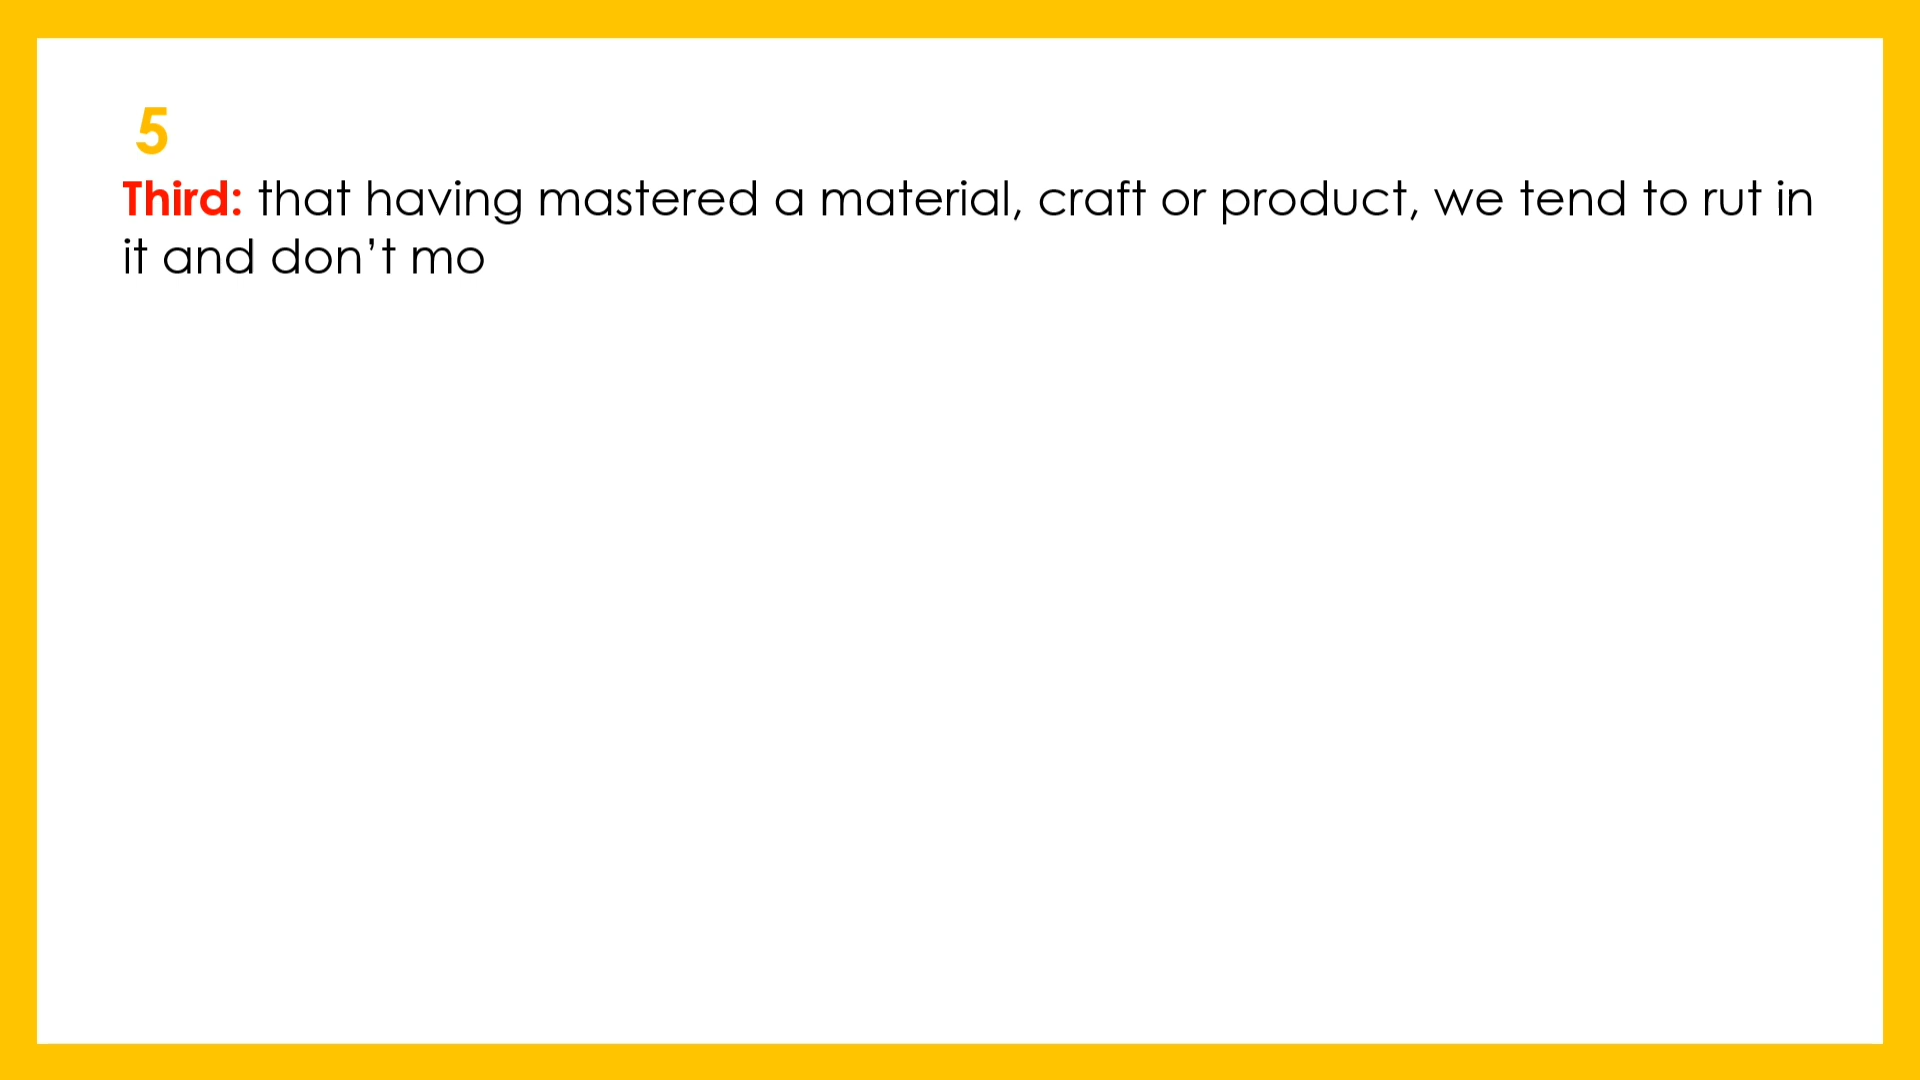 5
Third: that having mastered a material, craft or product, we tend to rut in
it and don’t mo